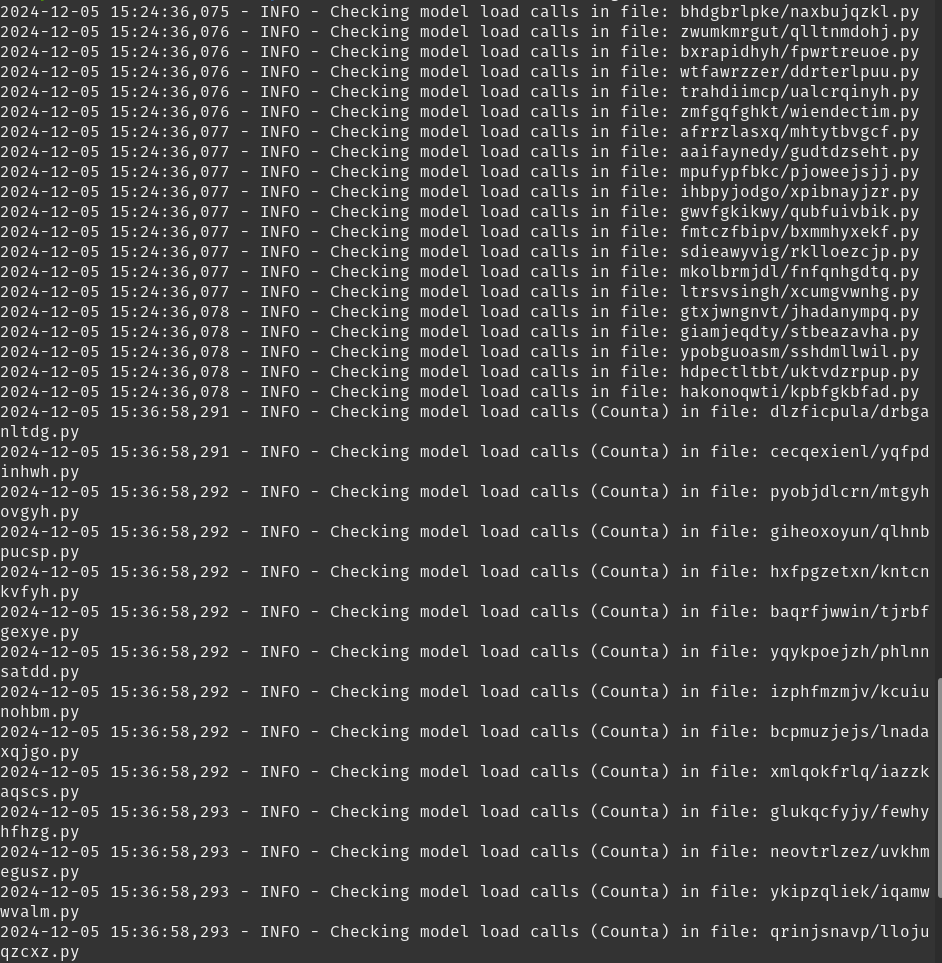 2024-12-05 15:24:36,075 - INFO - Checking model load calls in file: bhdgbrlpke/naxbujqzkl.py
2024-12-05 15:24:36,076 - INFO - Checking model load calls in file: zwumkmrgut/qlltnmdohj.py
2024-12-05 15:24:36,076 - INFO - Checking model load calls in file: bxrapidhyh/fpwrtreuoe.py
2024-12-05 15:24:36,076 - INFO - Checking model load calls in file: wtfawrzzer/ddrterlpuu.py
2024-12-05 15:24:36,076 - INFO - Checking model load calls in file: trahdiimcp/ualcrqinyh.py
2024-12-05 15:24:36,076 - INFO - Checking model load calls in file: zmfgqfghkt/wiendectim.py
2024-12-05 15:24:36,077 - INFO - Checking model load calls in file: afrrzlasxq/mhtytbvgcf.py
2024-12-05 15:24:36,077 - INFO - Checking model load calls in file: aaifaynedy/gudtdzseht.py
2024-12-05 15:24:36,077 - INFO - Checking model load calls in file: mpufypfbkc/pjoweejsjj.py
2024-12-05 15:24:36,077 - INFO - Checking model load calls in file: ihbpyjodgo/xpibnayjzr.py
2024-12-05 15:24:36,077 - INFO - Checking model load calls in file: gwvfgkikwy/qubfuivbik.py
2024-12-05 15:24:36,077 - INFO - Checking model load calls in file: fmtczfbipv/bxmmhyxekf.py
2024-12-05 15:24:36,077 - INFO - Checking model load calls in file: sdieawyvig/rklloezcjp.py
2024-12-05 15:24:36,077 - INFO - Checking model load calls in file: mkolbrmjdl/fnfqnhgdtq.py
2024-12-05 15:24:36,077 - INFO - Checking model load calls in file: ltrsvsingh/xcumgvwnhg.py
2024-12-05 15:24:36,078 - INFO - Checking model load calls in file: gtxjwngnvt/jhadanympq.py
2024-12-05 15:24:36,078 - INFO - Checking model load calls in file: giamjeqdty/stbeazavha.py
2024-12-05 15:24:36,078 - INFO - Checking model load calls in file: ypobguoasm/sshdmllwil.py
2024-12-05 15:24:36,078 - INFO - Checking model load calls in file: hdpectltbt/uktvdzrpup.py
2024-12-05 15:24:36,078 - INFO - Checking model load calls in file: hakonoqwti/kpbfgkbfad.py
2024-12-05 15:36:58,291 - INFO - Checking model load calls (Counta) in file: dlzficpula/drbga
nltdg.py
2024-12-05 15:36:58,291 - INFO - Checking model load calls (Counta) in file: cecqexienl/yqfpd
inhwh.py
2024-12-05 15:36:58,292 - INFO - Checking model load calls (Counta) in file: pyobjdlcrn/mtgyh
ovgyh.py
2024-12-05 15:36:58,292 - INFO - Checking model load calls (Counta) in file: giheoxoyun/qlhnb
pucsp.py
2024-12-05 15:36:58,292 - INFO - Checking model load calls (Counta) in file: hxfpgzetxn/kntcn
kvfyh.py
2024-12-05 15:36:58,292 - INFO - Checking model load calls (Counta) in file: baqrfjwwin/tjrbf
gexye.py
2024-12-05 15:36:58,292 - INFO - Checking model load calls (Counta) in file: yqykpoejzh/phlnn
satdd.py
2024-12-05 15:36:58,292 - INFO - Checking model load calls (Counta) in file: izphfmzmjv/kcuiu
nohbm.py
2024-12-05 15:36:58,292 - INFO - Checking model load calls (Counta) in file: bcpmuzjejs/lnada
xqjgo.py
2024-12-05 15:36:58,292 - INFO - Checking model load calls (Counta) in file: xmlqokfrlq/iazzk
aqscs.py
2024-12-05 15:36:58,293 - INFO - Checking model load calls (Counta) in file: glukqcfyjy/fewhy
hfhzg.py
2024-12-05 15:36:58,293 - INFO - Checking model load calls (Counta) in file: neovtrlzez/uvkhm
egusz.py
2024-12-05 15:36:58,293 - INFO - Checking model load calls (Counta) in file: ykipzqliek/iqamw
wvalm.py
2024-12-05 15:36:58,293 - INFO - Checking model load calls (Counta) in file: qrinjsnavp/lloju
qzcxz.py